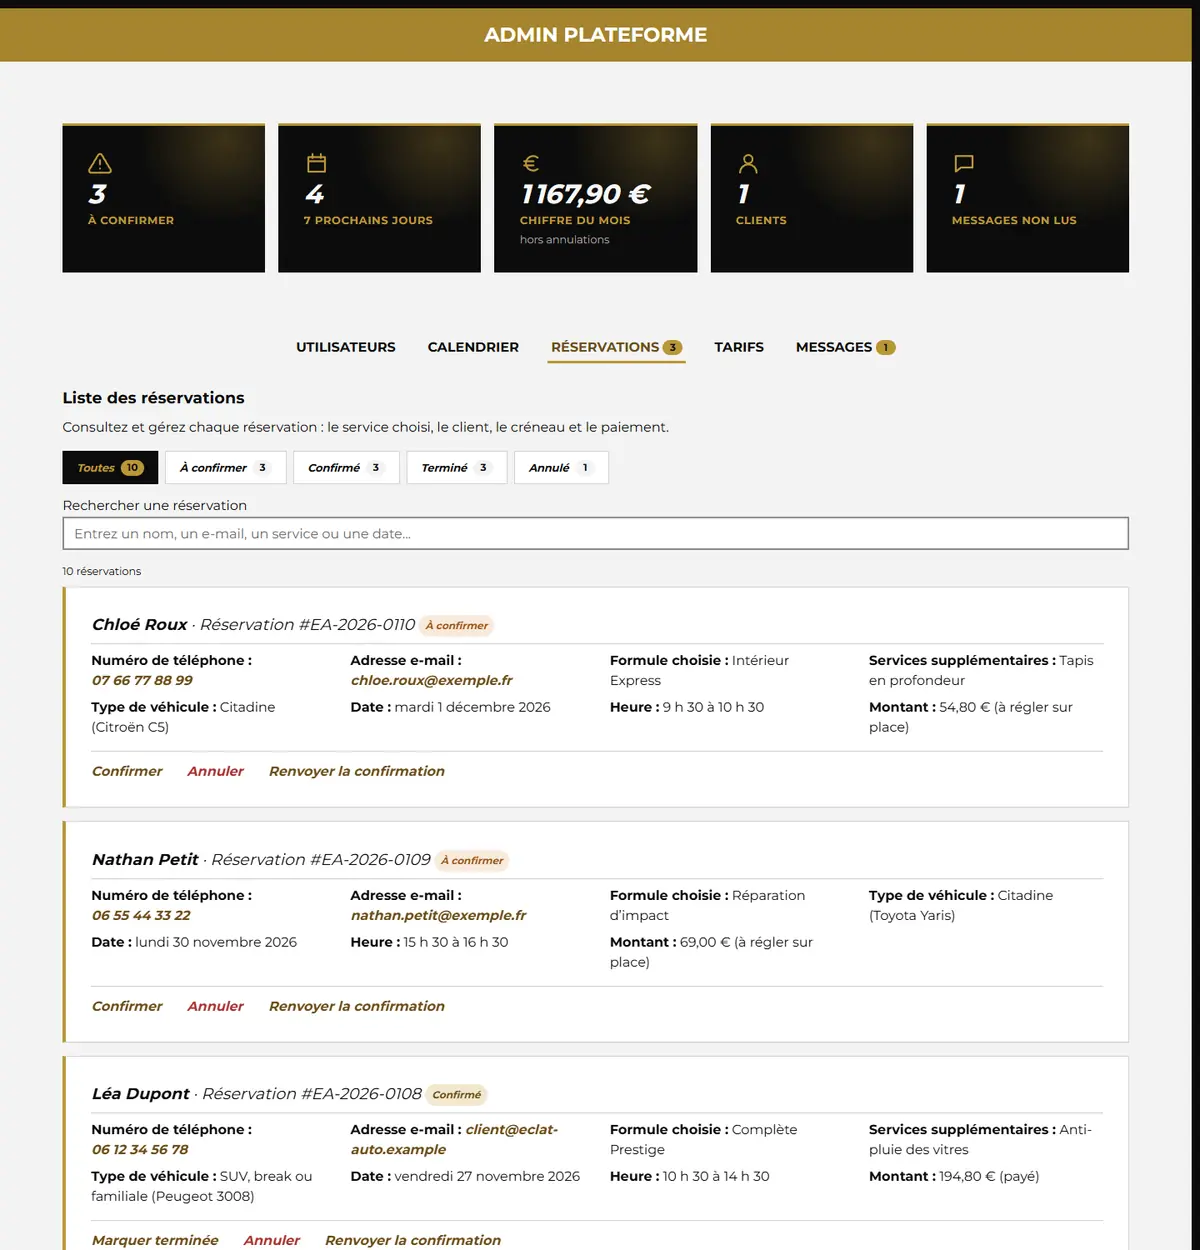 ADMIN PLATEFORME
3
À CONFIRMER
4
7 PROCHAINS JOURS
1 167,90 €
CHIFFRE DU MOIS
hors annulations
1
CLIENTS
1
MESSAGES NON LUS
UTILISATEURS CALENDRIER RÉSERVATIONS 3 TARIFS MESSAGES 1
Liste des réservations
Consultez et gérez chaque réservation : le service choisi, le client, le créneau et le paiement.
Toutes 10 À confirmer 3 Confirmé 3 Terminé 3 Annulé 1
Rechercher une réservation
Entrez un nom, un e-mail, un service ou une date...
10 réservations
Chloé Roux · Réservation #EA-2026-0110 À confirmer
Numéro de téléphone :
07 66 77 88 99
Adresse e-mail :
chloe.roux@exemple.fr
Formule choisie : Intérieur
Express
Services supplémentaires : Tapis
en profondeur
Type de véhicule : Citadine
(Citroën C5)
Date : mardi 1 décembre 2026
Heure : 9 h 30 à 10 h 30
Montant : 54,80 € (à régler sur
place)
Confirmer Annuler Renvoyer la confirmation
Nathan Petit · Réservation #EA-2026-0109 À confirmer
Numéro de téléphone :
06 55 44 33 22
Adresse e-mail :
nathan.petit@exemple.fr
Formule choisie : Réparation
d’impact
Type de véhicule : Citadine
(Toyota Yaris)
Date : lundi 30 novembre 2026
Heure : 15 h 30 à 16 h 30
Montant : 69,00 € (à régler sur
place)
Confirmer Annuler Renvoyer la confirmation
Léa Dupont · Réservation #EA-2026-0108 Confirmé
Numéro de téléphone :
06 12 34 56 78
Adresse e-mail : client@eclat-
auto.example
Formule choisie : Complète
Prestige
Services supplémentaires : Anti-
pluie des vitres
Type de véhicule : SUV, break ou
familiale (Peugeot 3008)
Date : vendredi 27 novembre 2026
Heure : 10 h 30 à 14 h 30
Montant : 194,80 € (payé)
Marquer terminée Annuler Renvoyer la confirmation